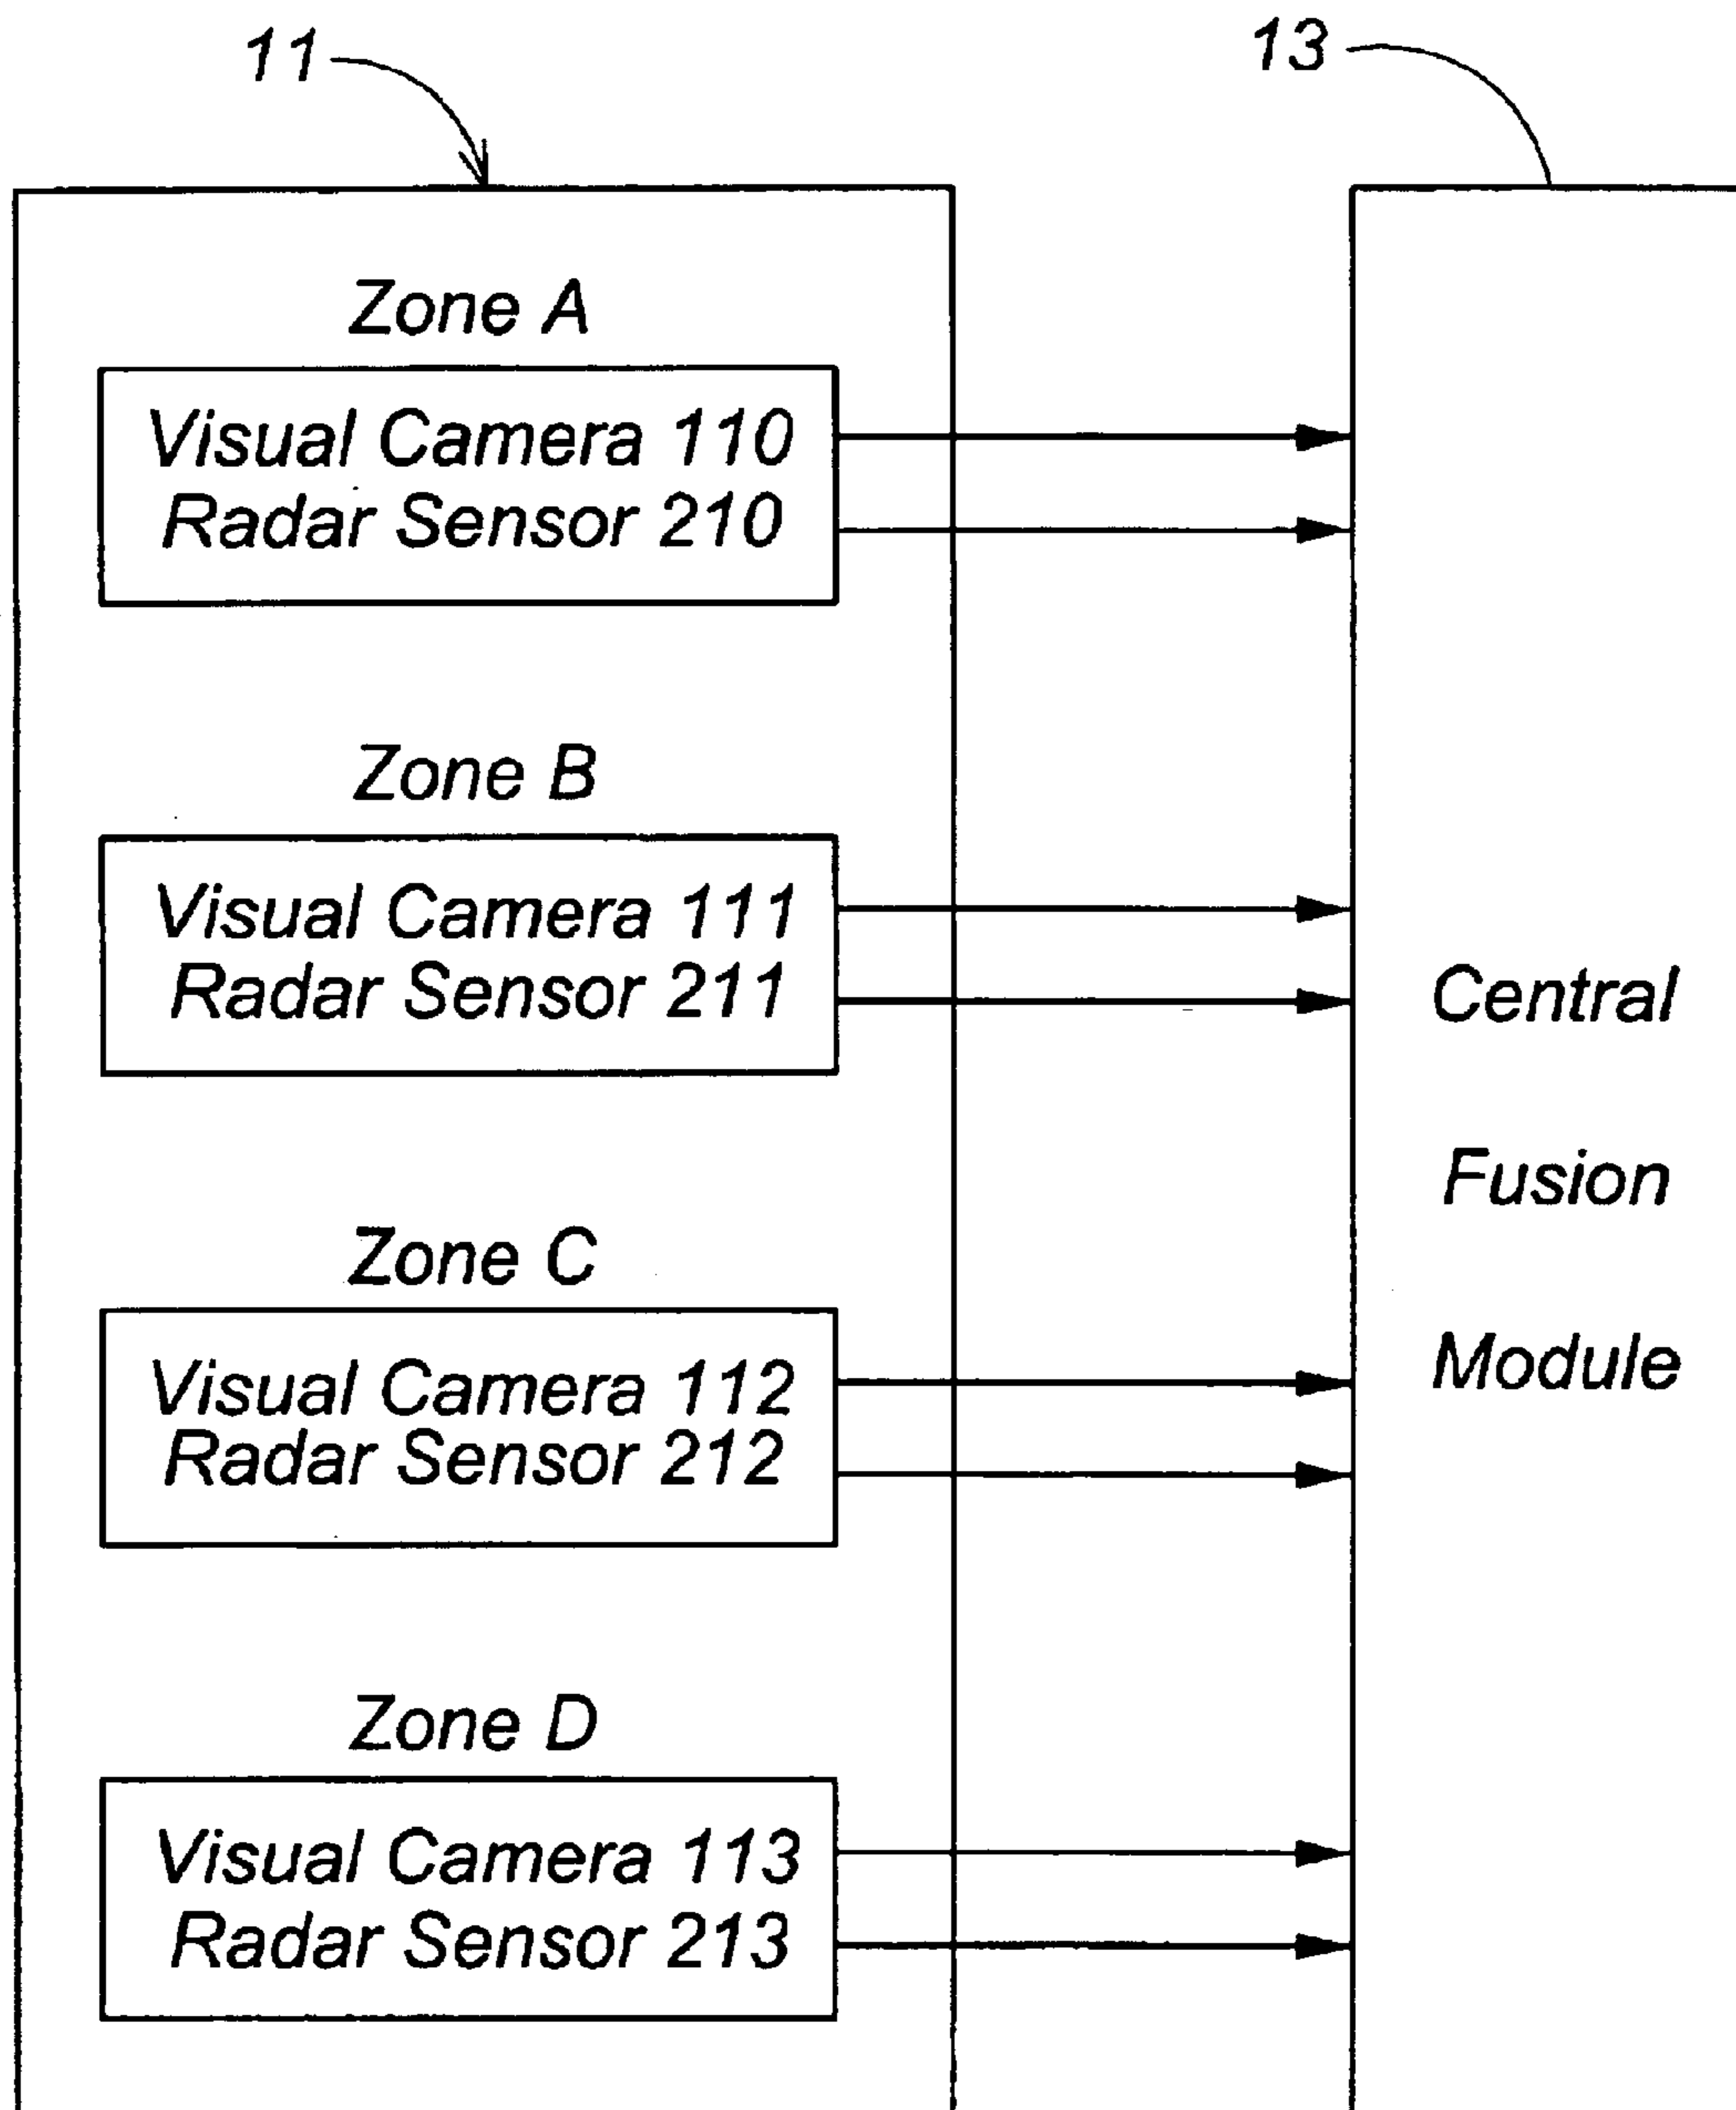 11
13
Zone A
Visual Camera 110
Radar Sensor 210
Zone B
Visual Camera 111
Radar Sensor 211
Zone C
Visual Camera 112
Radar Sensor 212
Zone D
Visual Camera 113
Radar Sensor 213
Central
Fusion
Module